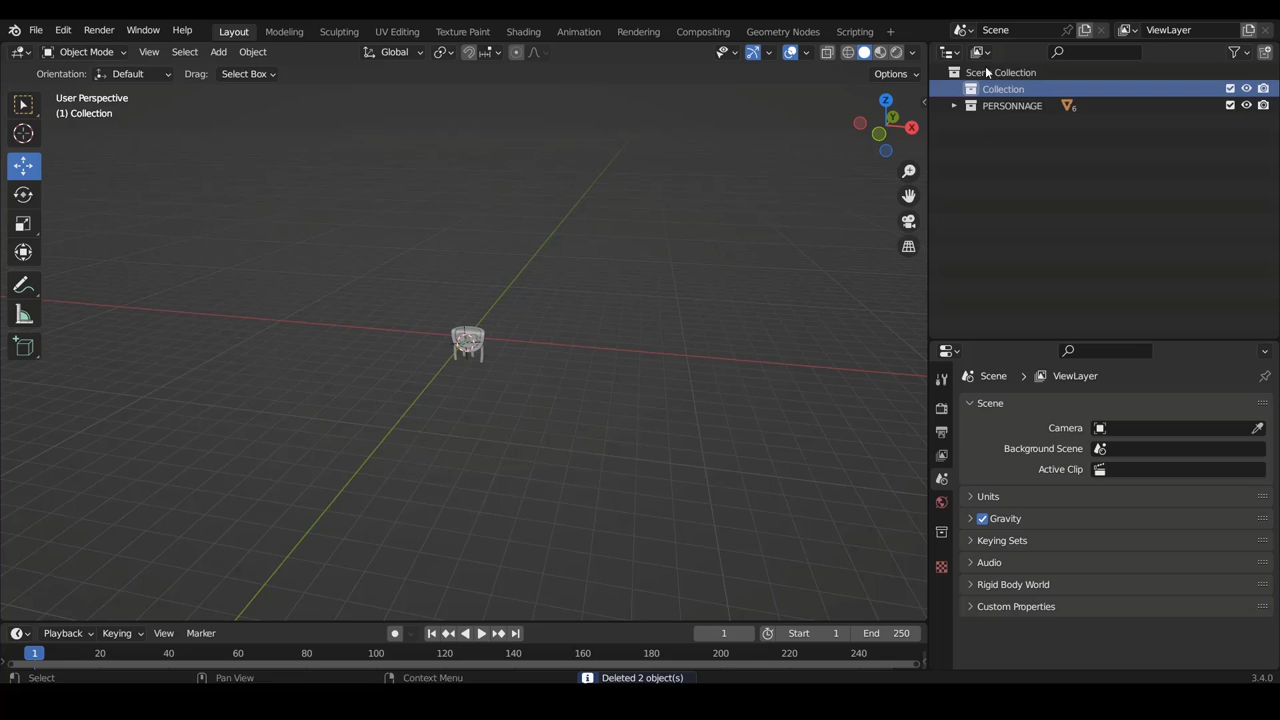 File Edit Render Window Help Layout Modeling Sculpting UV Editing Texture Paint Shading Animation Rendering Compositing Geometry Nodes Scripting + Scene ViewLayer
Object Mode View Select Add Object Global
Orientation: Default Drag: Select Box Options
User Perspective
(1) Collection
Z
Y
X
Scene Collection
Collection
PERSONNAGE 6
Scene > ViewLayer
Scene
Camera
Background Scene
Active Clip
Units
Gravity
Keying Sets
Audio
Rigid Body World
Custom Properties
Playback Keying View Marker 1 Start 1 End 250
1 20 40 60 80 100 120 140 160 180 200 220 240
Select Pan View Context Menu Deleted 2 object(s) 3.4.0